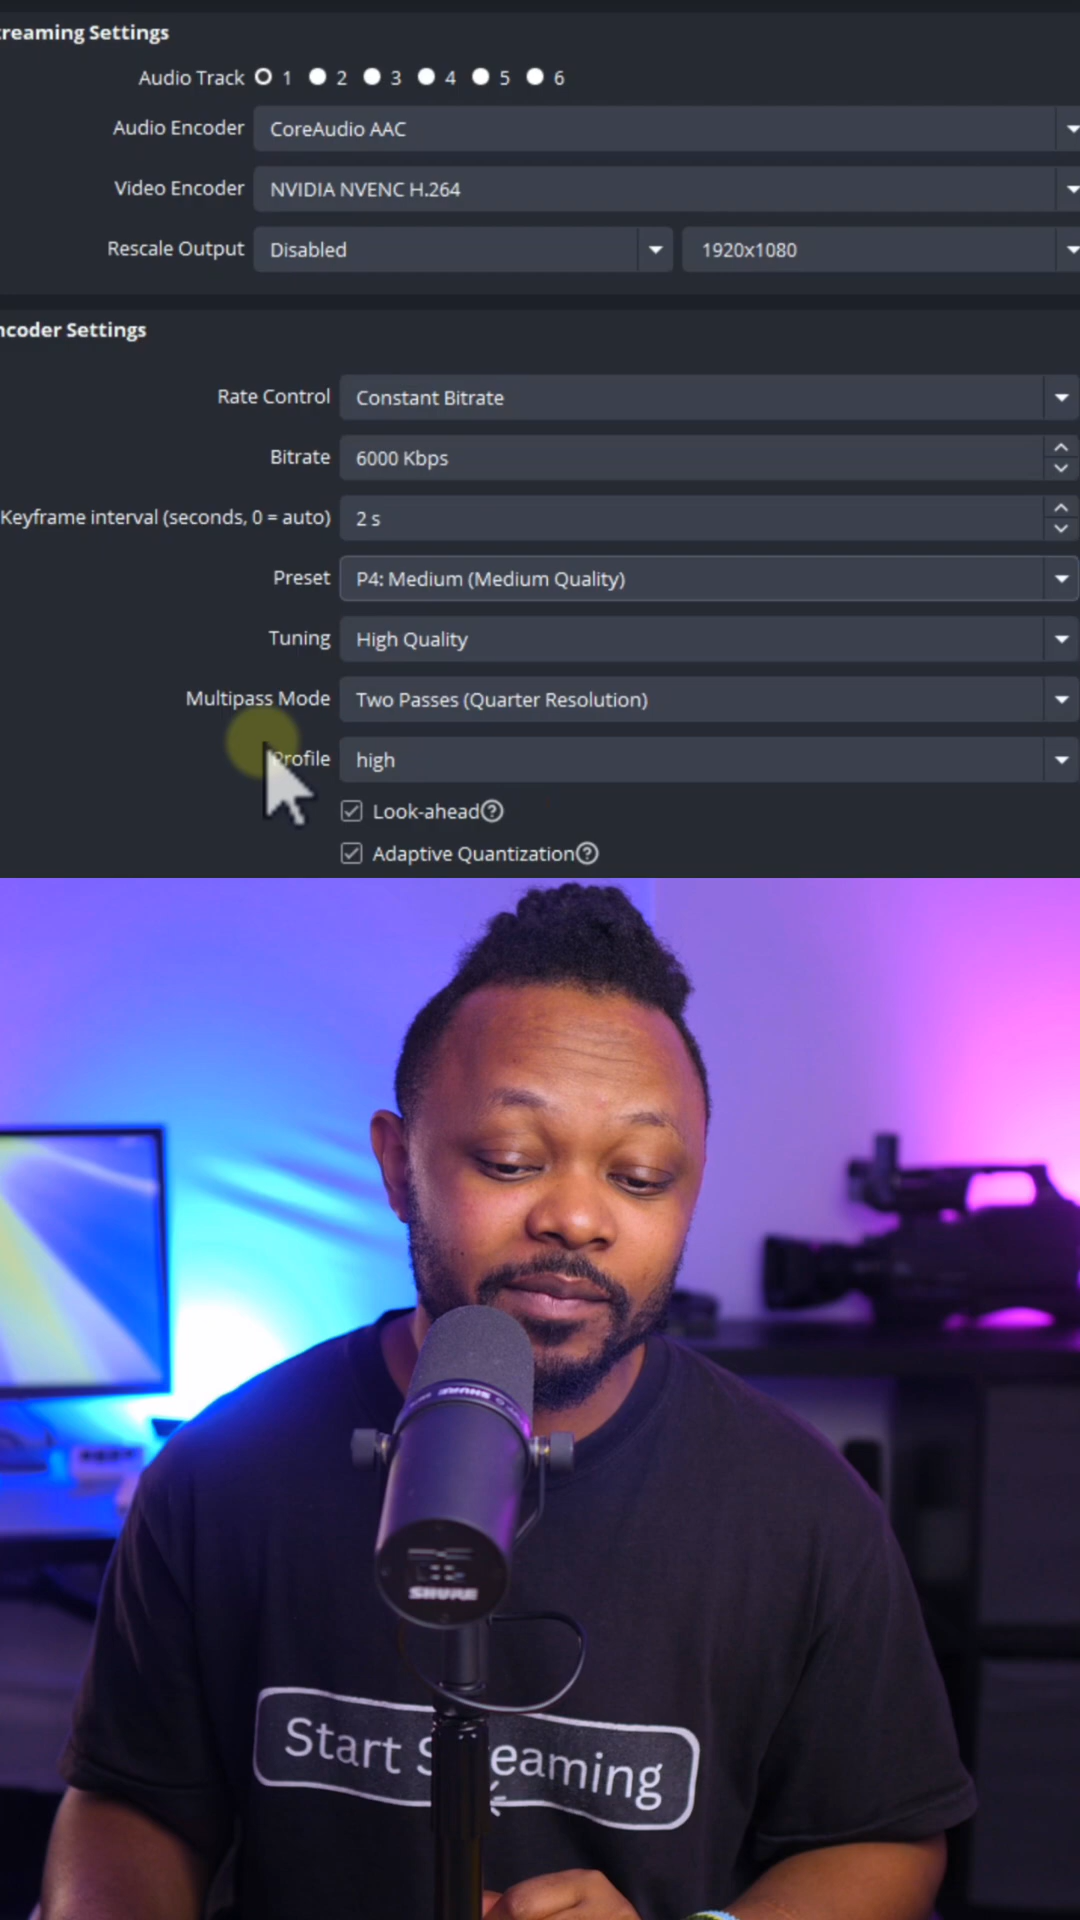 reaming Settings
Audio Track 1 2 3 4 5 6
Audio Encoder CoreAudio AAC
Video Encoder NVIDIA NVENC H.264
Rescale Output Disabled 1920x1080
ncoder Settings
Rate Control Constant Bitrate
Bitrate 6000 Kbps
Keyframe interval (seconds, 0 = auto) 2 s
Preset P4: Medium (Medium Quality)
Tuning High Quality
Multipass Mode Two Passes (Quarter Resolution)
Profile high
Look-ahead ?
Adaptive Quantization ?
SHURE
SHURE
Start S eaming